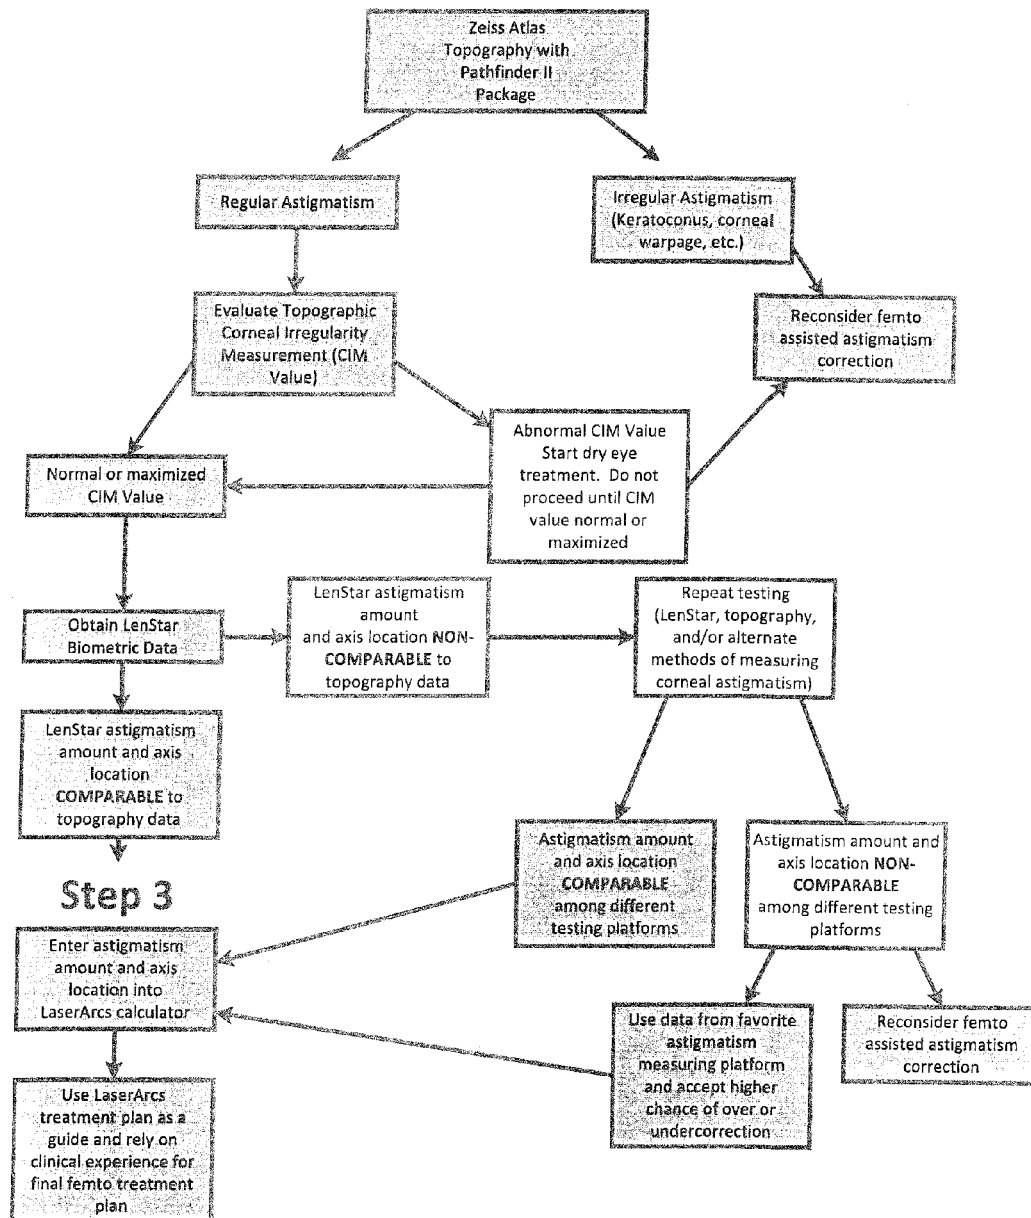 Zeiss Atlas
Topography with
Pathfinder II
Package
Regular Astigmatism
Irregular Astigmatism
(Keratoconus, corneal
warpage, etc.)
Evaluate Topographic
Corneal Irregularity
Measurement (CIM
Value)
Reconsider femto
assisted astigmatism
correction
Abnormal CIM Value
Start dry eye
treatment. Do not
proceed until CIM
value normal or
maximized
Normal or maximized
CIM Value
Obtain LenStar
Biometric Data
LenStar astigmatism
amount
and axis location NON-
COMPARABLE to
topography data
Repeat testing
(LenStar, topography,
and/or alternate
methods of measuring
corneal astigmatism)
LenStar astigmatism
amount and axis
location
COMPARABLE to
topography data
Astigmatism amount
and axis location
COMPARABLE
among different
testing platforms
Astigmatism amount and
axis location NON-
COMPARABLE
among different testing
platforms
Step 3
Enter astigmatism
amount and axis
location into
LaserArcs calculator
Use data from favorite
astigmatism
measuring platform
and accept higher
chance of over or
undercorrection
Reconsider femto
assisted astigmatism
correction
Use LaserArcs
treatment plan as a
guide and rely on
clinical experience for
final femto treatment
plan